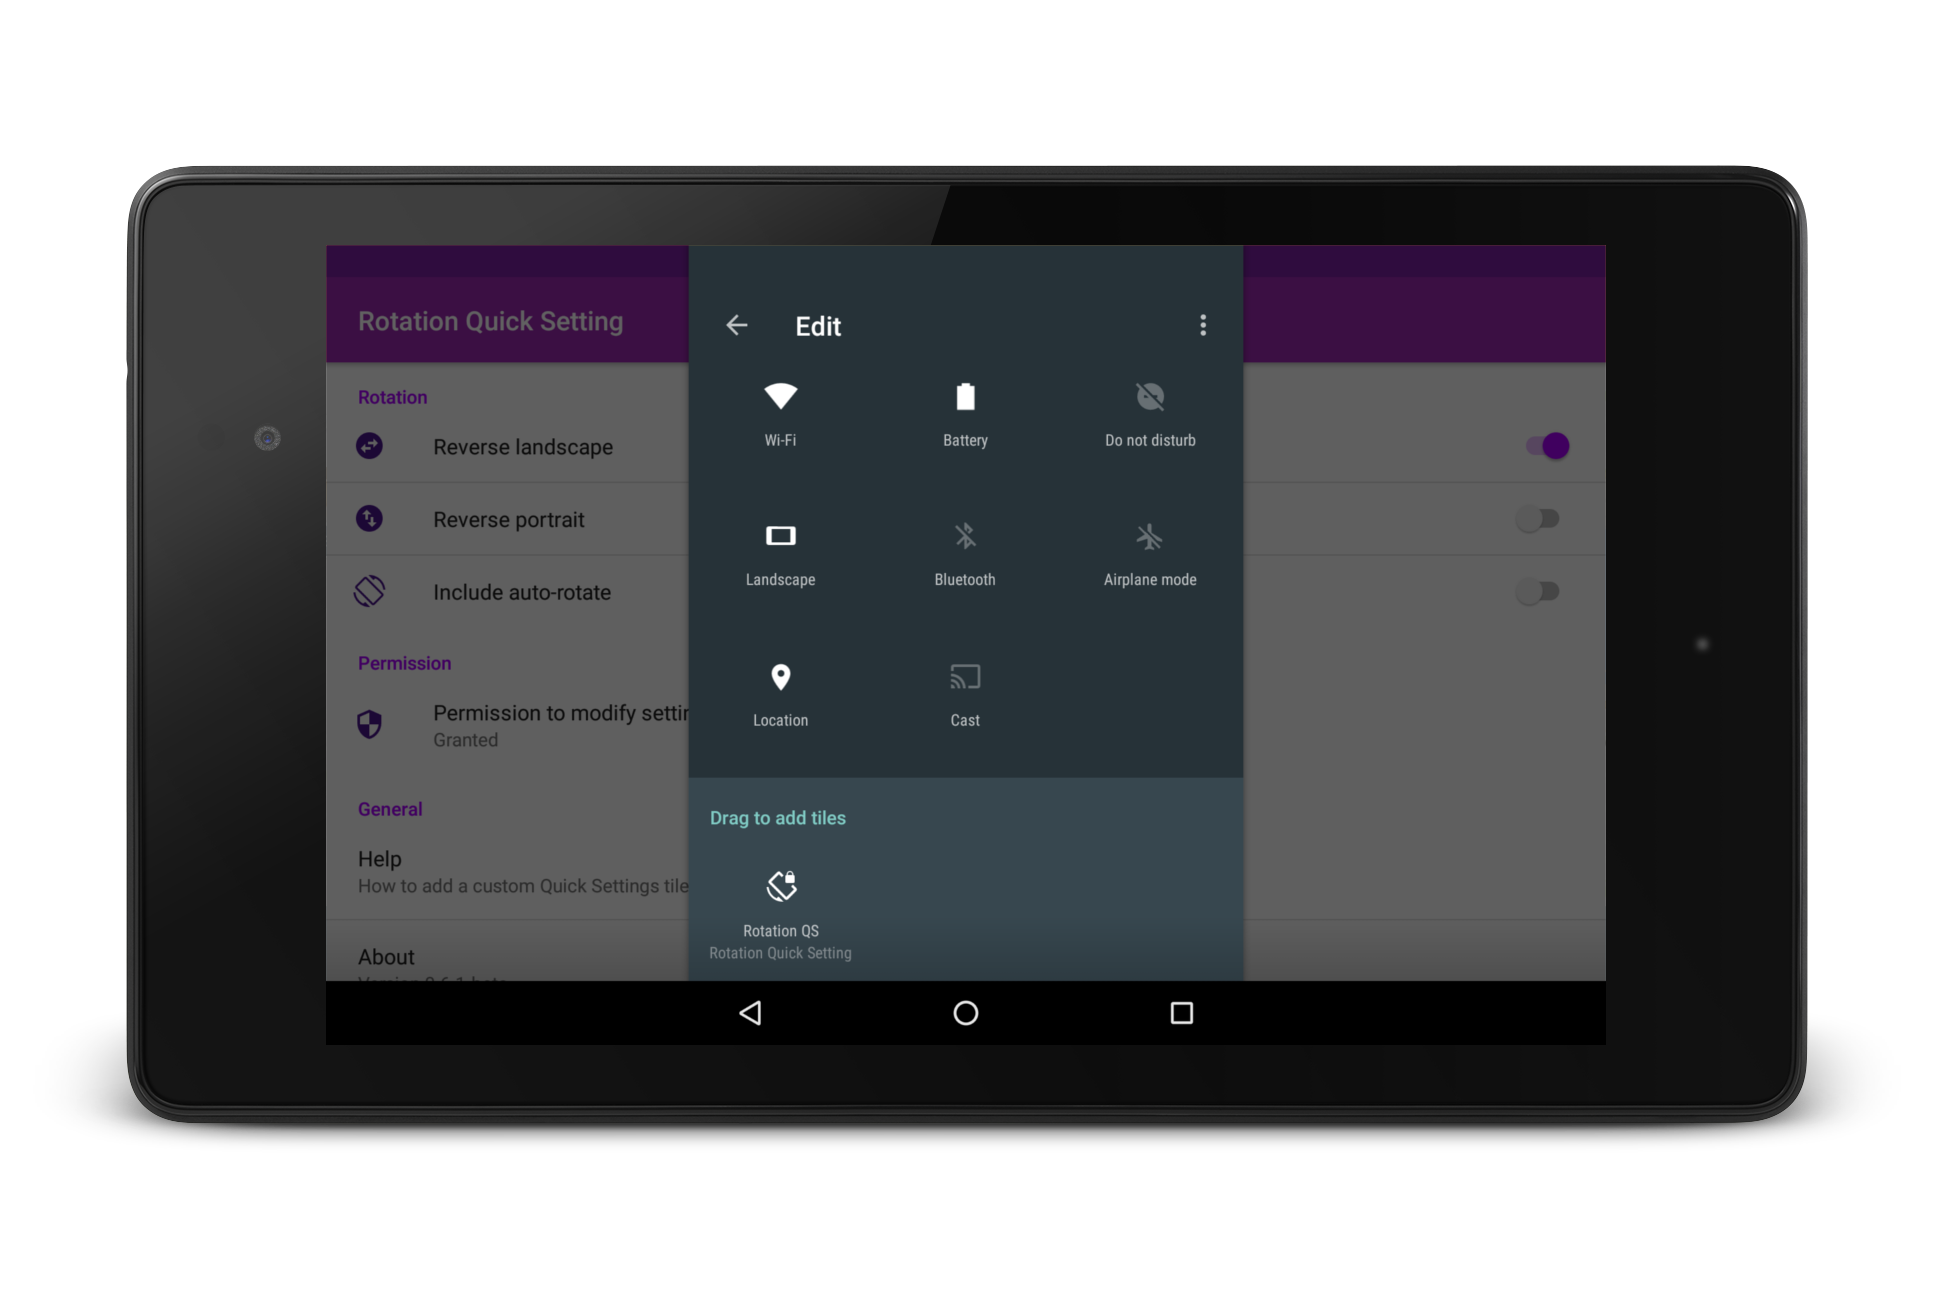 Rotation Quick Setting
Edit
Rotation
Reverse landscape
Reverse portrait
Include auto-rotate
Permission
Permission to modify settin
Granted
General
Help
How to add a custom Quick Settings tile
About
Wi-Fi
Battery
Do not disturb
Landscape
Bluetooth
Airplane mode
Location
Cast
Drag to add tiles
Rotation QS
Rotation Quick Setting